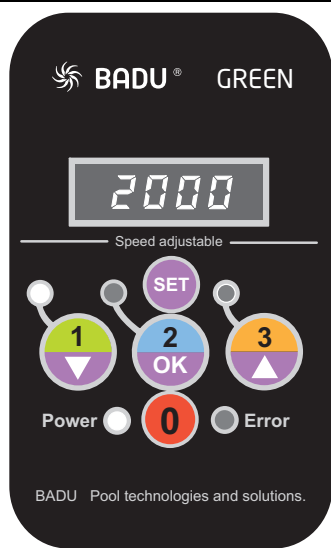 BADU ® GREEN
2000
Speed adjustable
SET
1 2 3
OK
Power 0 Error
BADU Pool technologies and solutions.